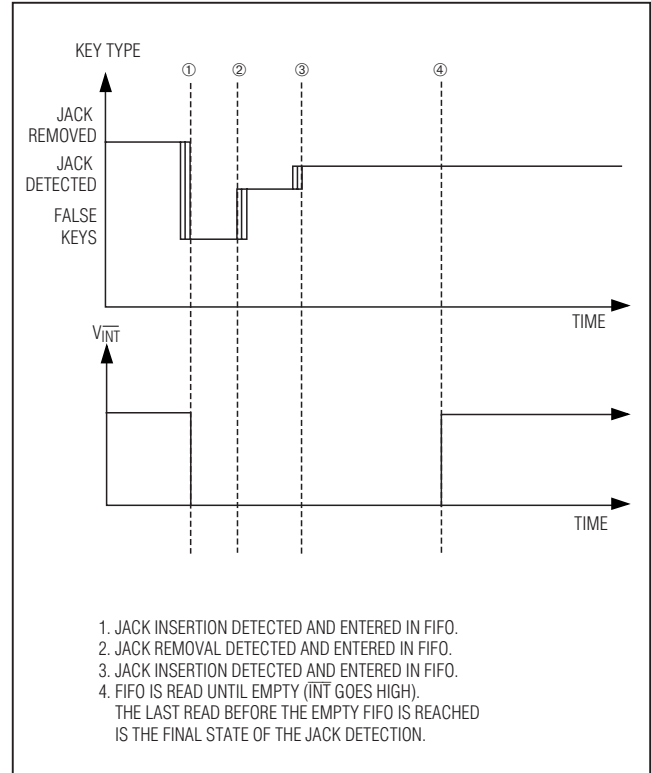 KEY TYPE
① ② ③ ④
JACK
REMOVED
JACK
DETECTED
FALSE
KEYS
TIME
VINT
TIME
1. JACK INSERTION DETECTED AND ENTERED IN FIFO.
2. JACK REMOVAL DETECTED AND ENTERED IN FIFO.
3. JACK INSERTION DETECTED AND ENTERED IN FIFO.
4. FIFO IS READ UNTIL EMPTY (INT GOES HIGH).
THE LAST READ BEFORE THE EMPTY FIFO IS REACHED
IS THE FINAL STATE OF THE JACK DETECTION.